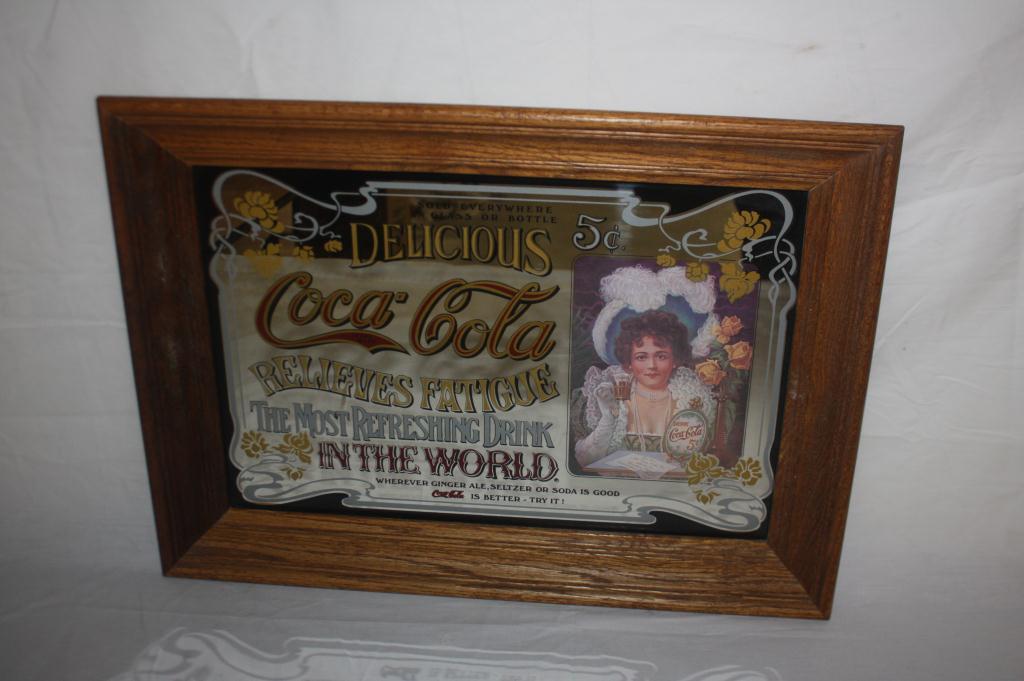 SOLD EVERYWHERE
GLASS OR BOTTLE
DELICIOUS
5¢.
Coca-Cola
RELIEVES FATIGUE
THE MOST REFRESHING DRINK
IN THE WORLD
WHEREVER GINGER ALE, SELTZER OR SODA IS GOOD
Coca-Cola IS BETTER - TRY IT!
Coca-Cola
5¢